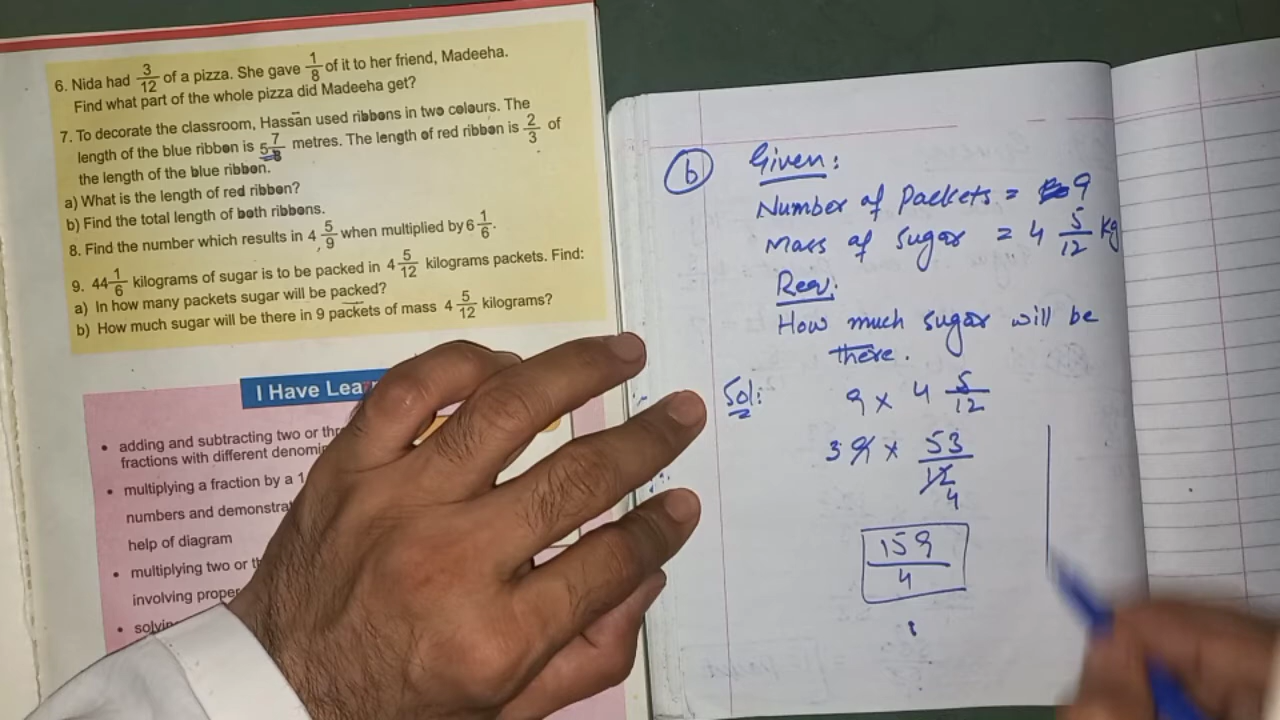 6. Nida had 3/12 of a pizza. She gave 1/8 of it to her friend, Madeeha.
Find what part of the whole pizza did Madeeha get?
7. To decorate the classroom, Hassan used ribbons in two colours. The
length of the blue ribbon is 5 7/8 metres. The length of red ribbon is 2/3 of
the length of the blue ribbon.
a) What is the length of red ribbon?
b) Find the total length of both ribbons.
8. Find the number which results in 4 5/9 when multiplied by 6 1/6.
9. 44 1/6 kilograms of sugar is to be packed in 4 5/12 kilograms packets. Find:
a) In how many packets sugar will be packed?
b) How much sugar will be there in 9 packets of mass 4 5/12 kilograms?
I Have Lear
• adding and subtracting two or thr
fractions with different denomi
• multiplying a fraction by a 1
numbers and demonstra
help of diagram
• multiplying two or th
involving proper
• solvin
(b) Given:
Number of Packets = 9
Mass of sugar = 4 5/12 kg
Req:
How much sugar will be
there.
Sol:
9 × 4 5/12
3 9 × 53/12
4
159/4